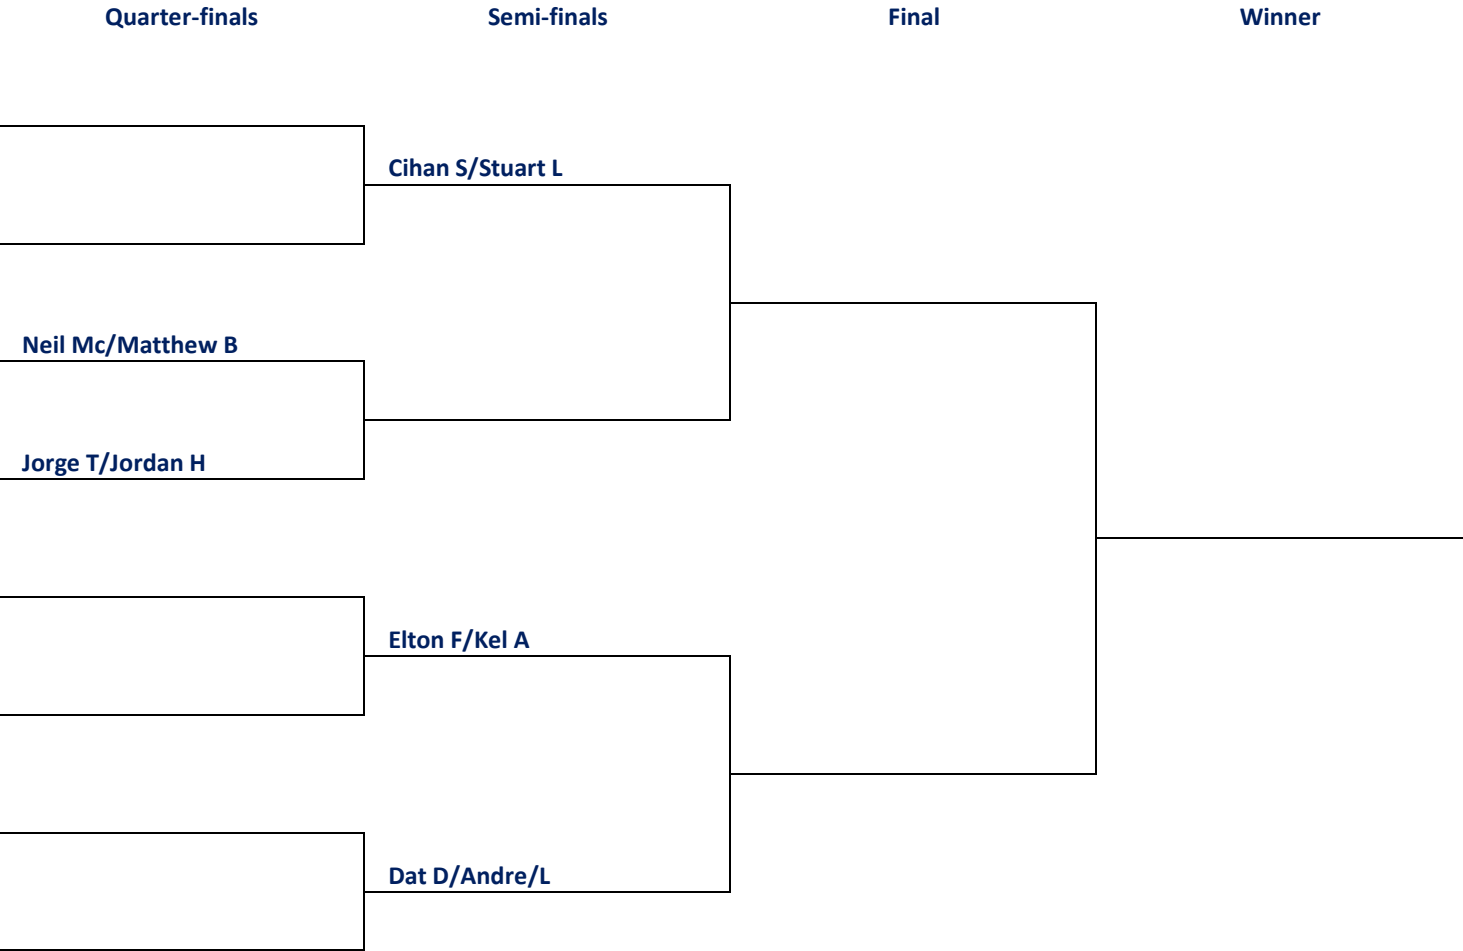 Quarter-finals Semi-finals Final Winner
Cihan S/Stuart L
Neil Mc/Matthew B
Jorge T/Jordan H
Elton F/Kel A
Dat D/Andre/L